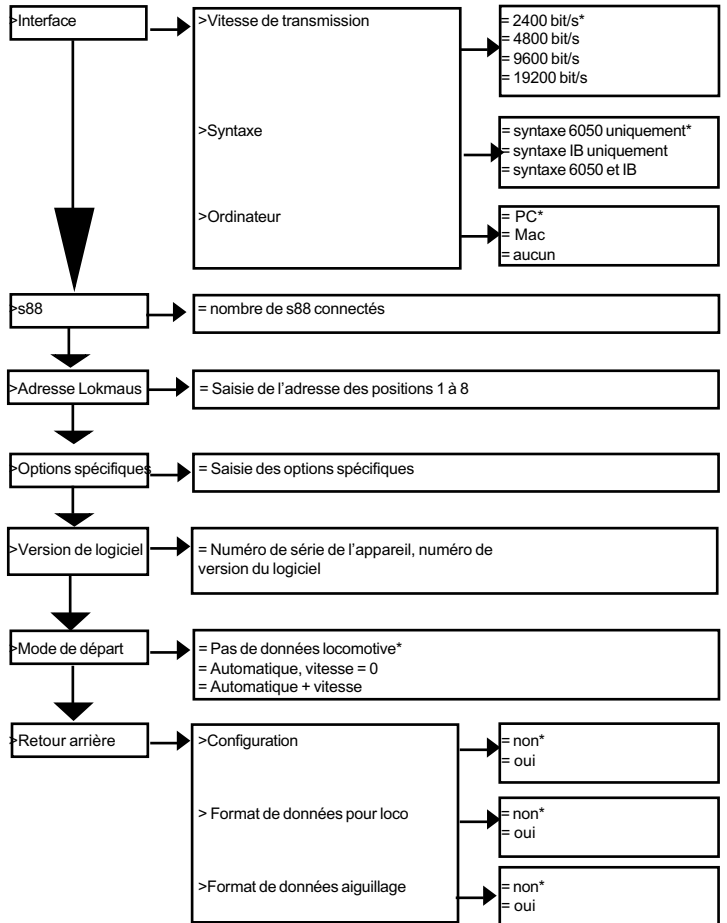 >Interface
>Vitesse de transmission
= 2400 bit/s*
= 4800 bit/s
= 9600 bit/s
= 19200 bit/s
>Syntaxe
= syntaxe 6050 uniquement*
= syntaxe IB uniquement
= syntaxe 6050 et IB
>Ordinateur
= PC*
= Mac
= aucun
>s88
= nombre de s88 connectés
>Adresse Lokmaus
= Saisie de l'adresse des positions 1 à 8
>Options spécifiques
= Saisie des options spécifiques
>Version de logiciel
= Numéro de série de l'appareil, numéro de
version du logiciel
>Mode de départ
= Pas de données locomotive*
= Automatique, vitesse = 0
= Automatique + vitesse
>Retour arrière
>Configuration
= non*
= oui
> Format de données pour loco
= non*
= oui
>Format de données aiguillage
= non*
= oui